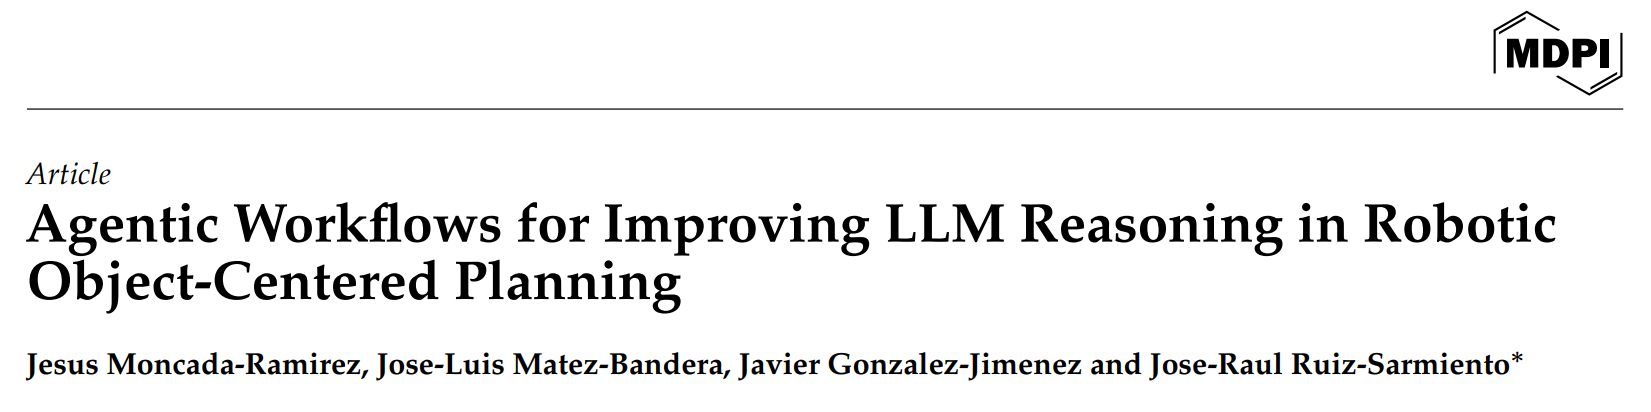 MDPI
Article
Agentic Workflows for Improving LLM Reasoning in Robotic
Object-Centered Planning
Jesus Moncada-Ramirez, Jose-Luis Matez-Bandera, Javier Gonzalez-Jimenez and Jose-Raul Ruiz-Sarmiento*